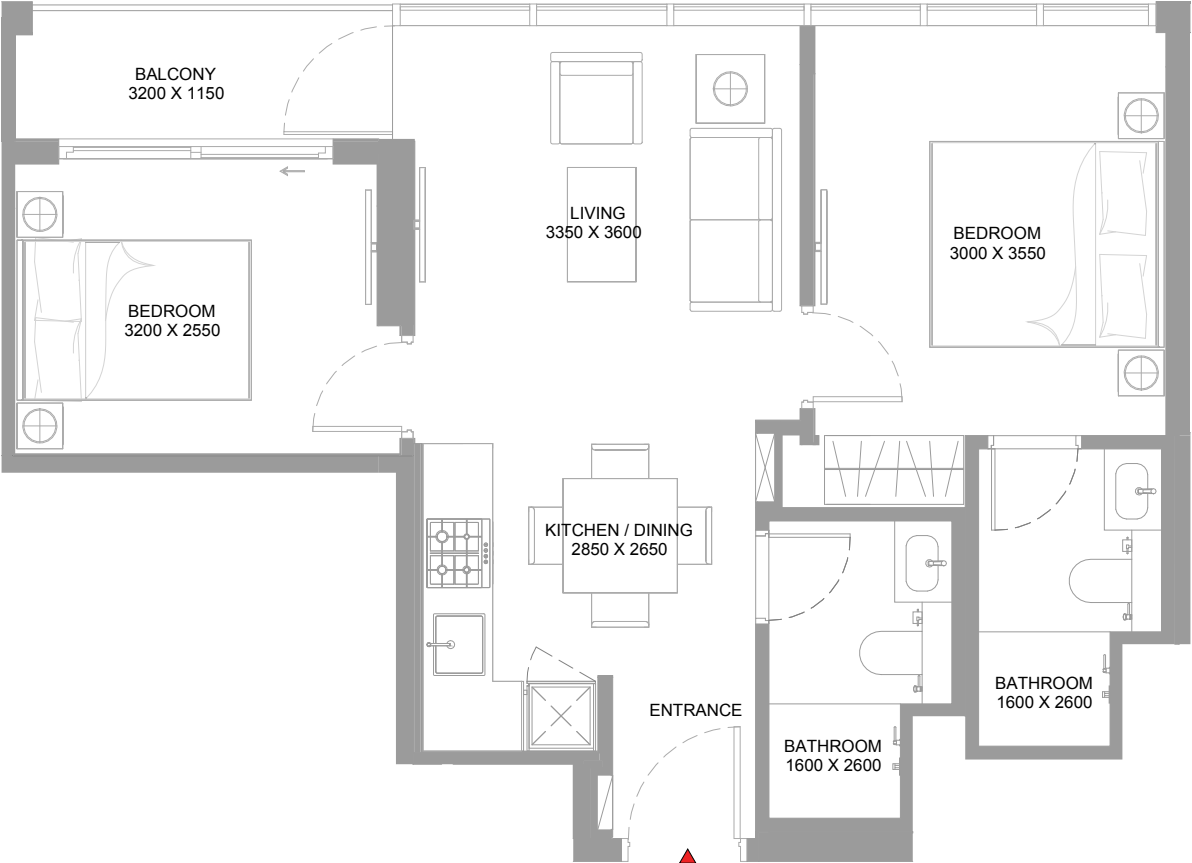 BALCONY
3200 X 1150
LIVING
3350 X 3600
BEDROOM
3000 X 3550
BEDROOM
3200 X 2550
KITCHEN / DINING
2850 X 2650
ENTRANCE
BATHROOM
1600 X 2600
BATHROOM
1600 X 2600